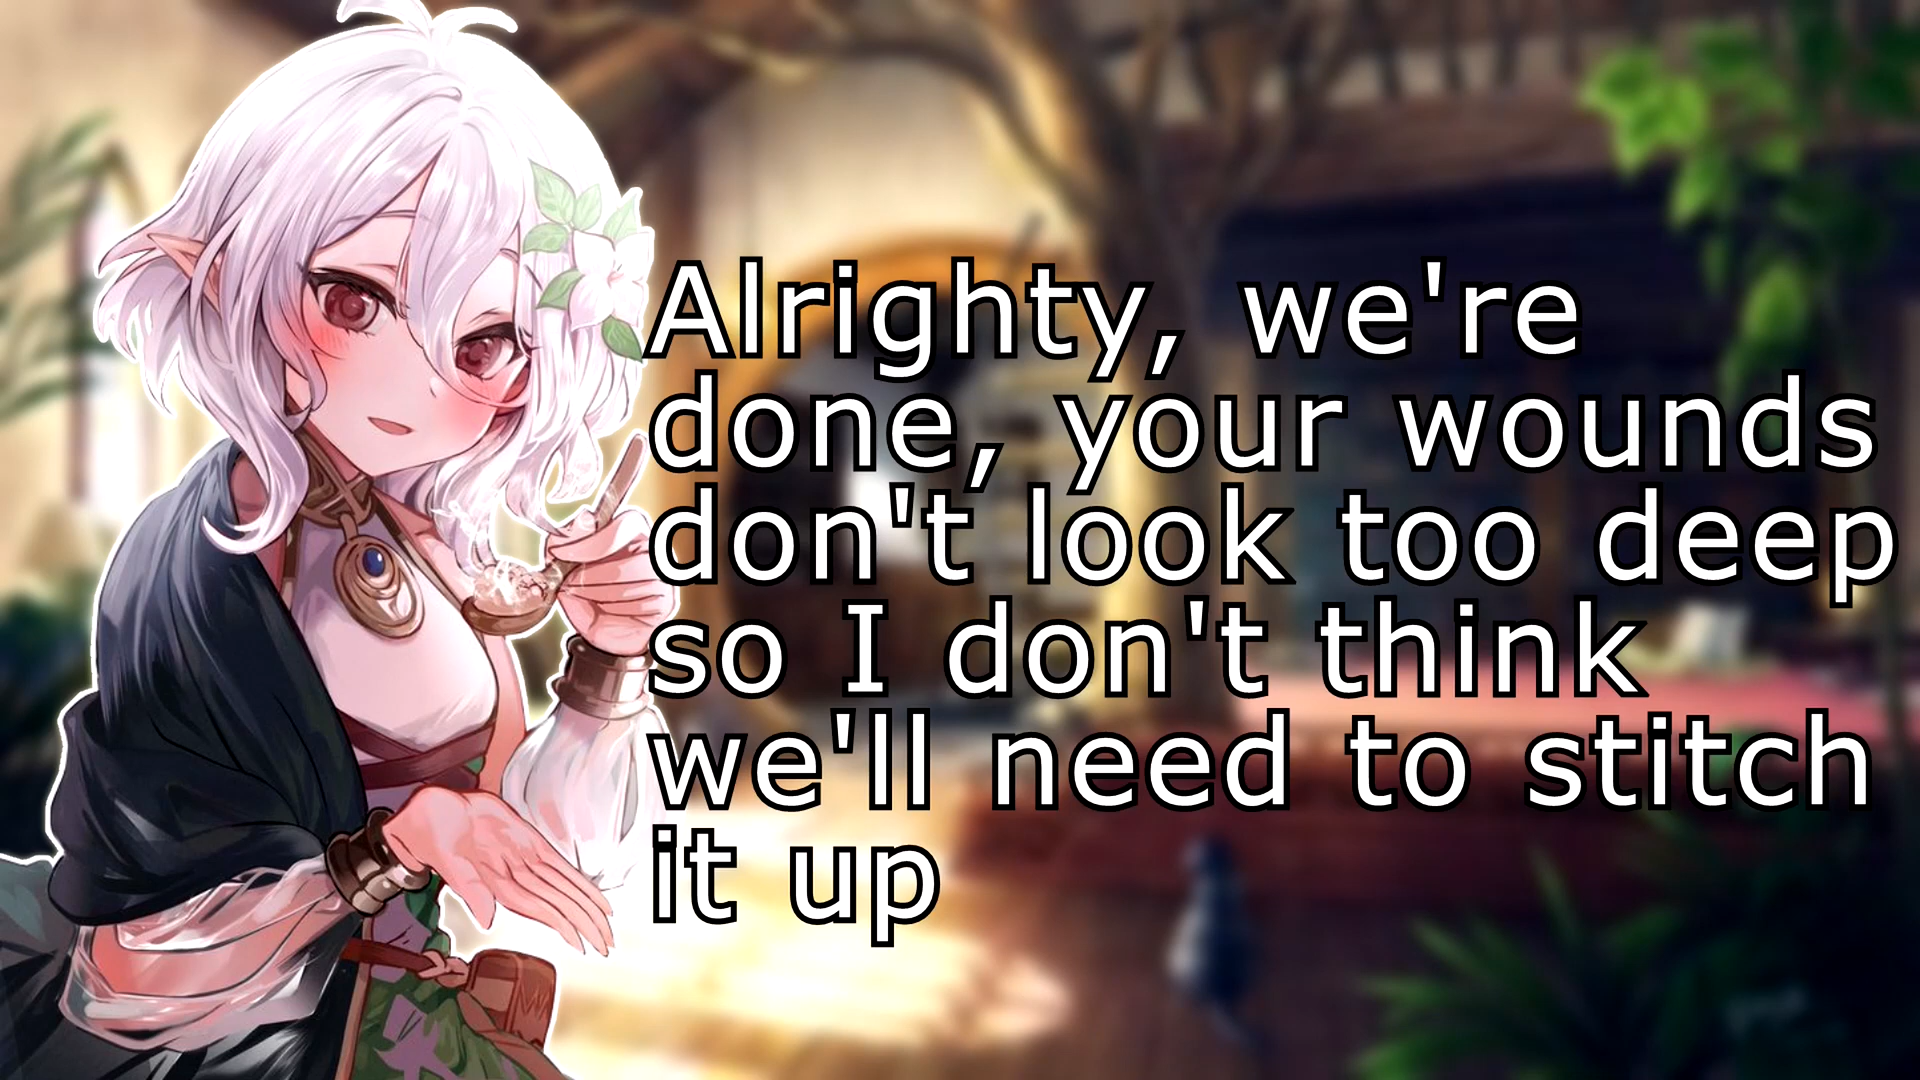 Alrighty, we're
done, your wounds
don't look too deep
so I don't think
we'll need to stitch
it up